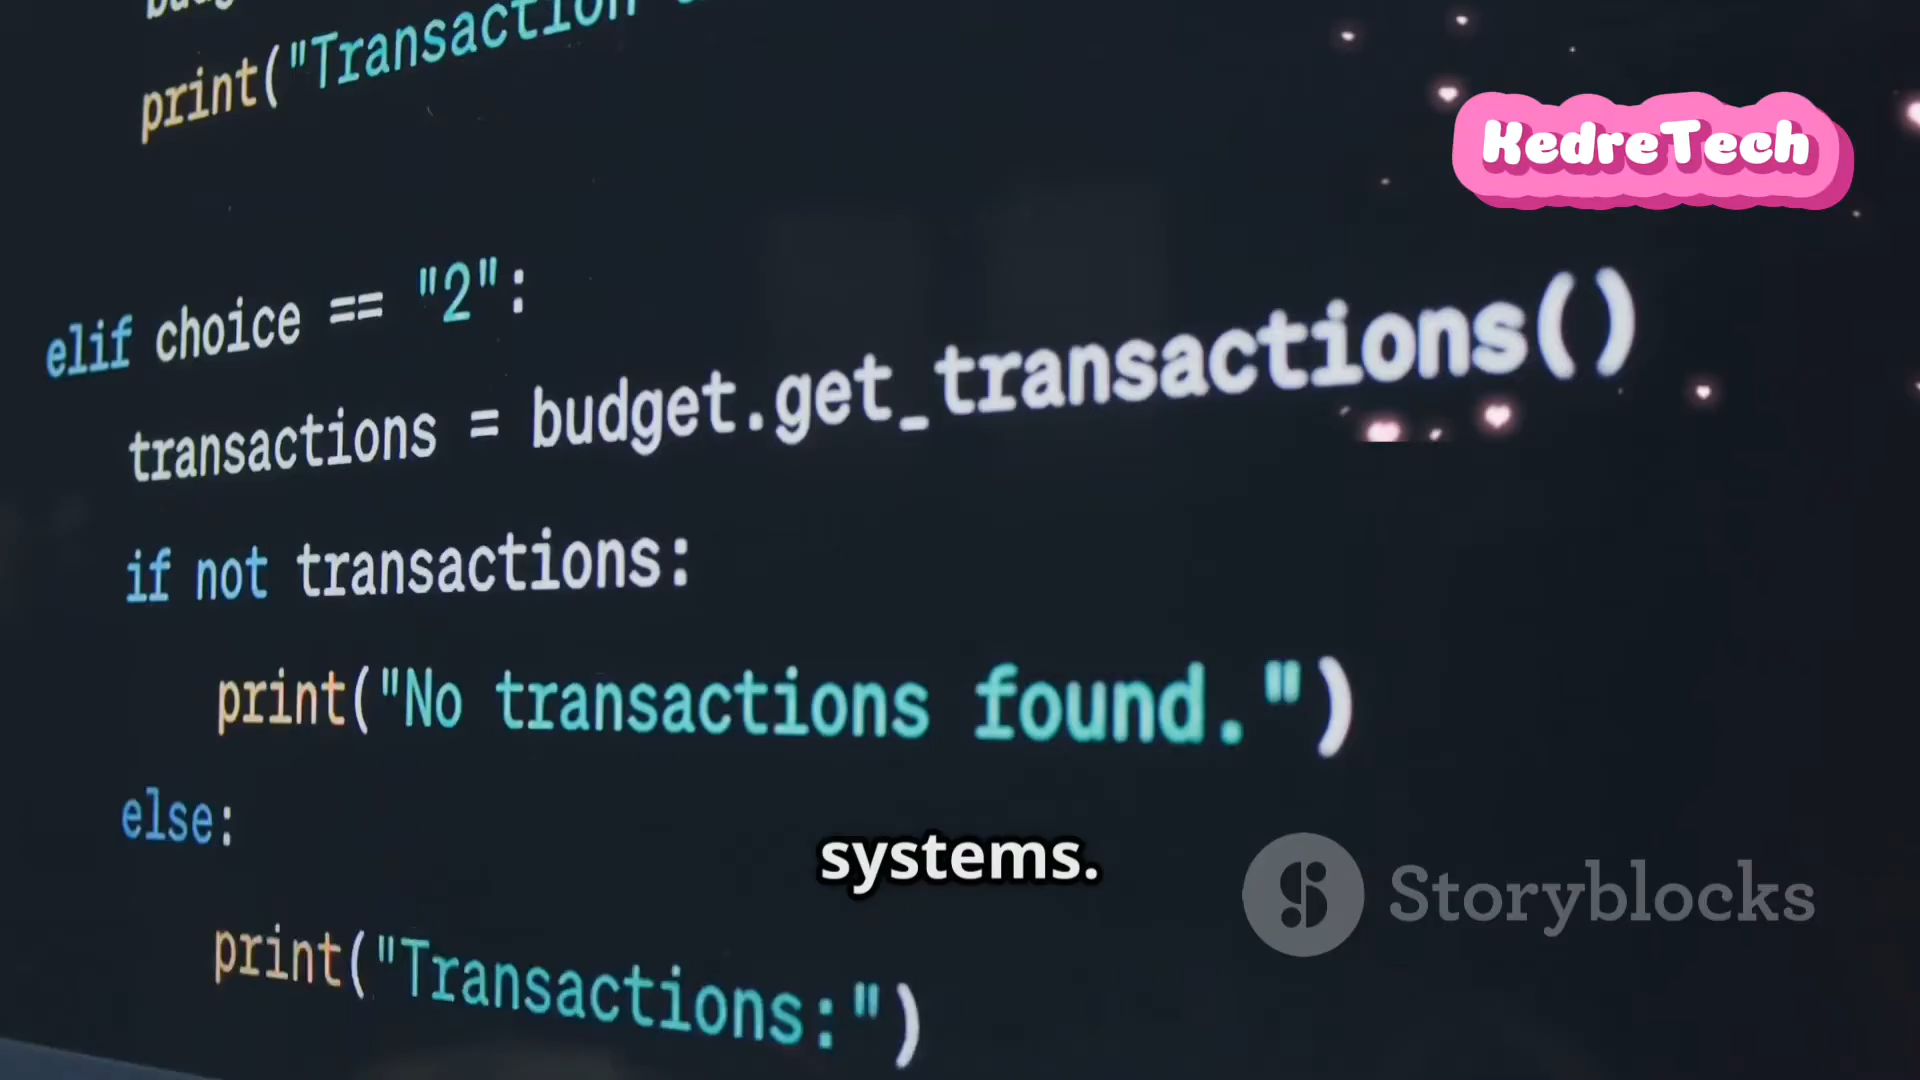 print("Transaction
KedreTech
elif choice == "2":
transactions = budget.get_transactions()
if not transactions:
print("No transactions found.")
else:
systems.
Storyblocks
print("Transactions:")